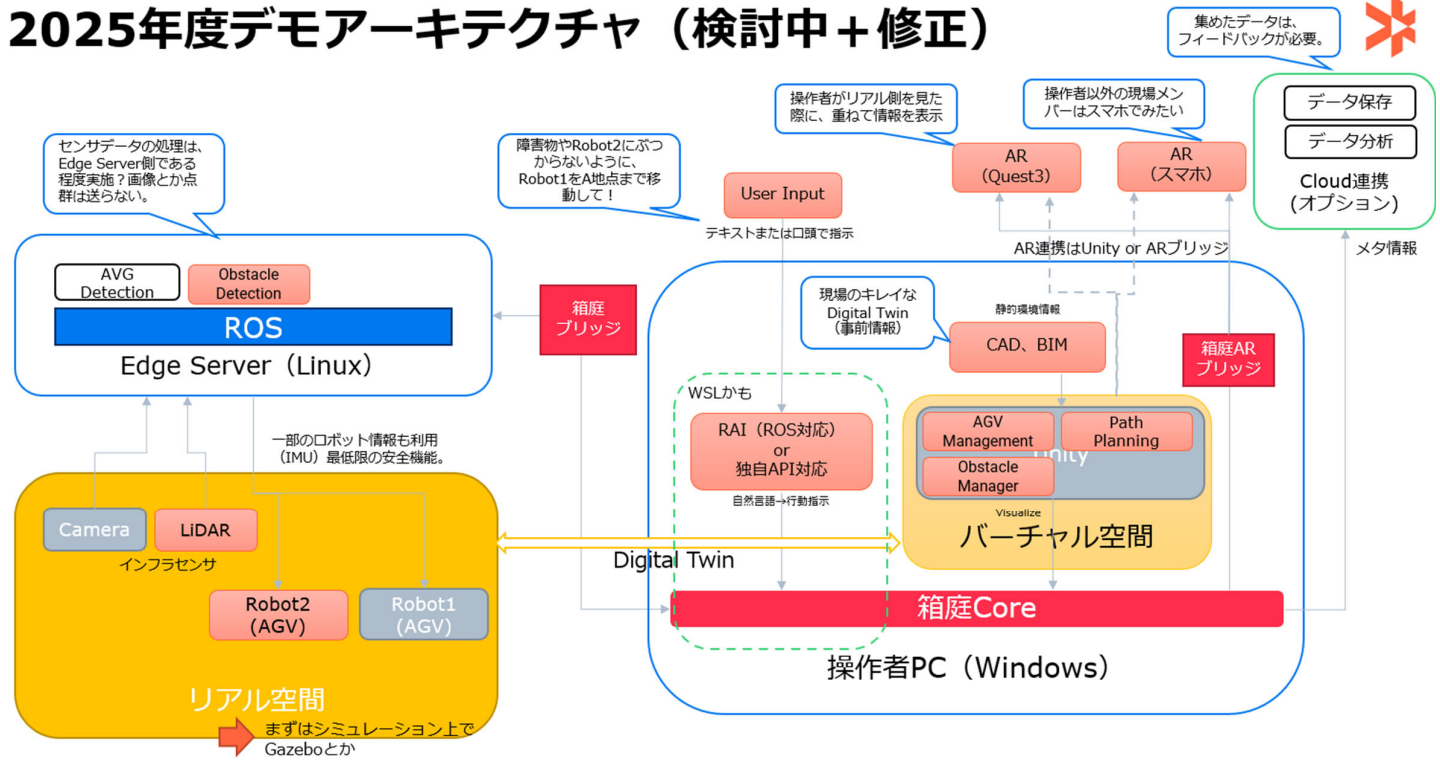 2025年度デモアーキテクチャ（検討中＋修正）
集めたデータは、
フィードバックが必要。
データ保存
データ分析
Cloud連携
(オプション)
メタ情報
操作者がリアル側を見た
際に、重ねて情報を表示
操作者以外の現場メン
バーはスマホでみたい
AR
（Quest3）
AR
（スマホ）
AR連携はUnity or ARブリッジ
センサデータの処理は、
Edge Server側である
程度実施？画像とか点
群は送らない。
障害物やRobot2にぶつ
からないように、
Robot1をA地点まで移
動して！
User Input
テキストまたは口頭で指示
AVG
Detection
Obstacle
Detection
ROS
Edge Server（Linux）
箱庭
ブリッジ
現場のキレイな
Digital Twin
（事前情報）
静的環境情報
CAD、BIM
箱庭AR
ブリッジ
WSLかも
RAI（ROS対応）
or
独自API対応
自然言語→行動指示
AGV
Management
Path
Planning
Unity
Obstacle
Manager
Visualize
バーチャル空間
一部のロボット情報も利用
（IMU）最低限の安全機能。
Camera
LiDAR
インフラセンサ
Digital Twin
Robot2
(AGV)
Robot1
(AGV)
箱庭Core
操作者PC（Windows）
リアル空間
まずはシミュレーション上で
Gazeboとか